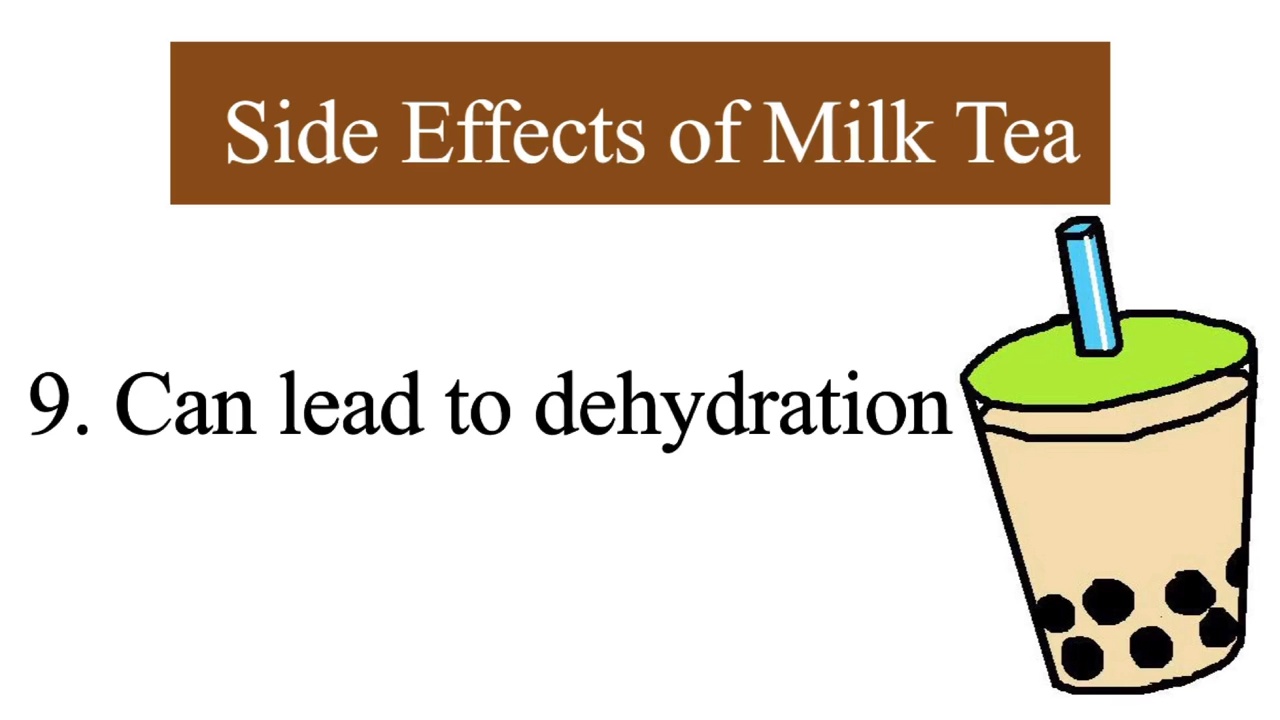 Side Effects of Milk Tea
9. Can lead to dehydration